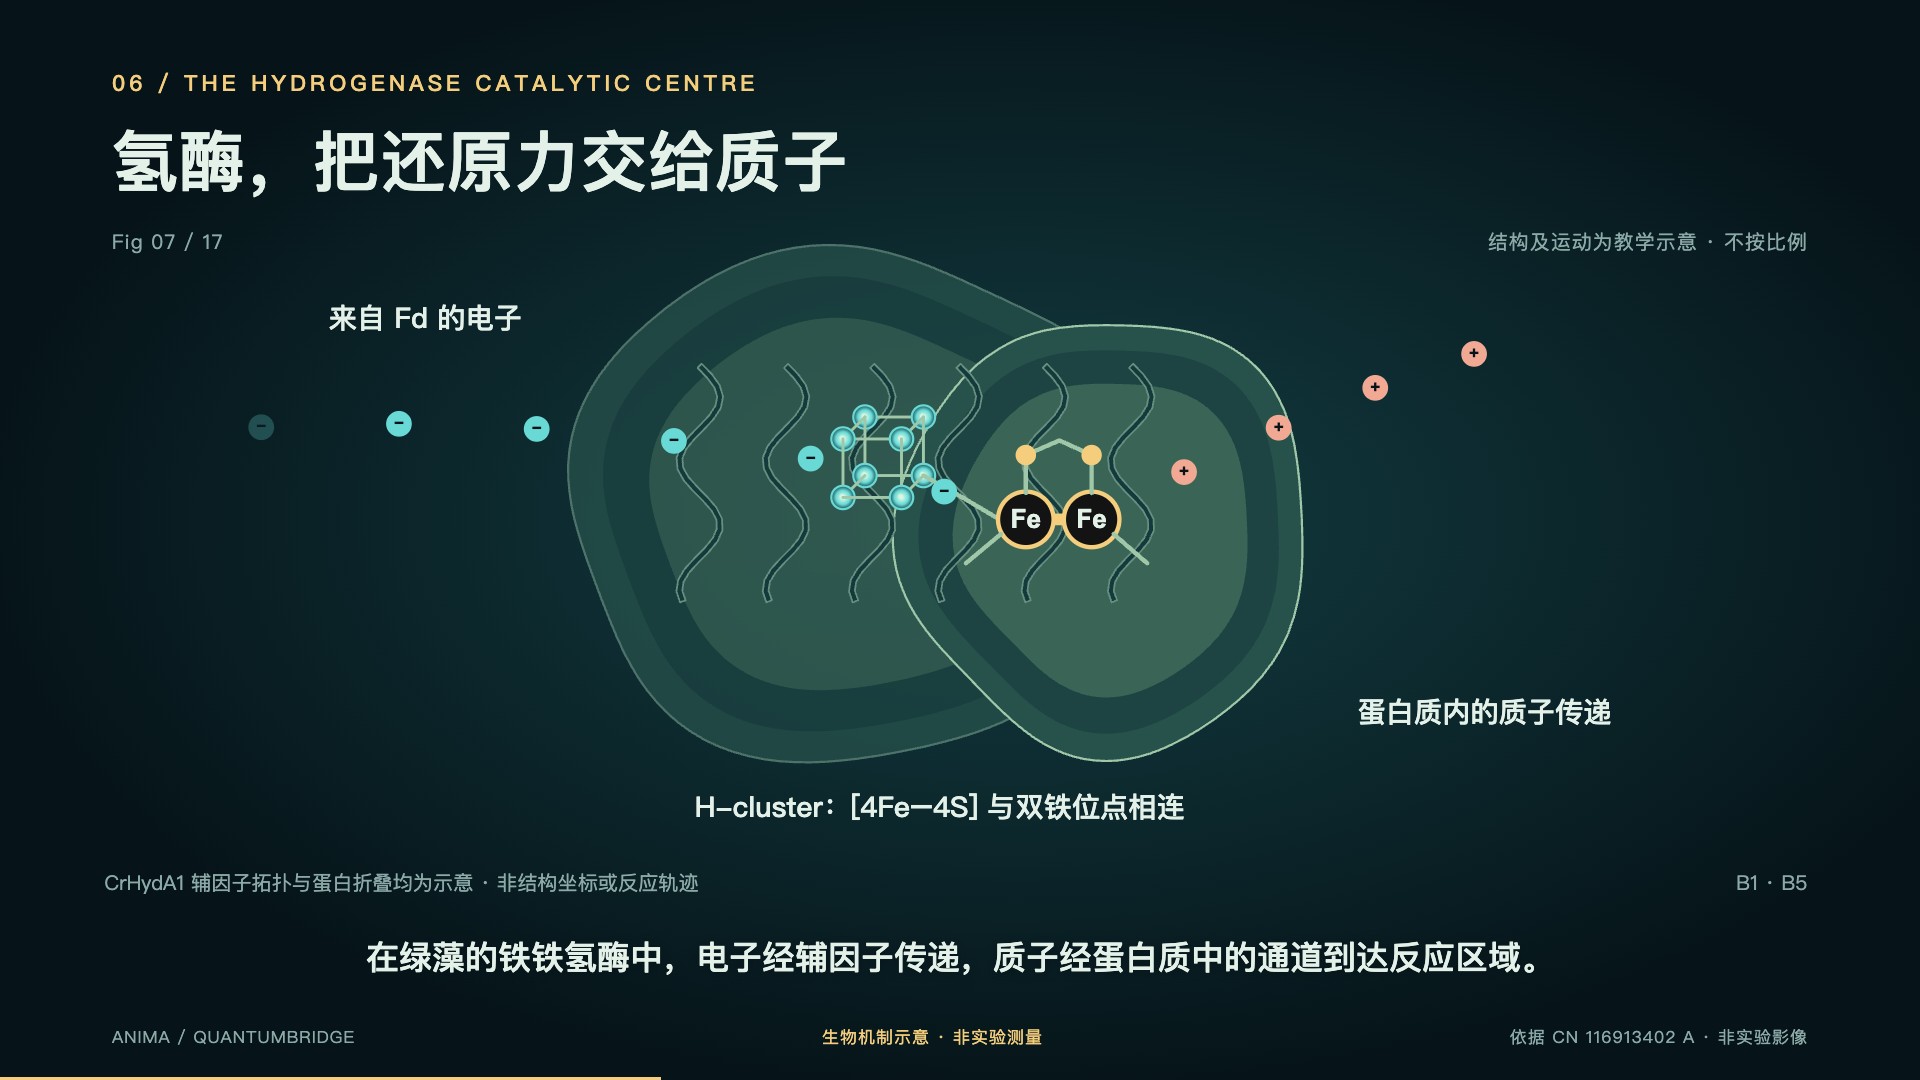 06 / THE HYDROGENASE CATALYTIC CENTRE
氢酶，把还原力交给质子
Fig 07 / 17
结构及运动为教学示意 · 不按比例
来自 Fd 的电子
Fe
Fe
蛋白质内的质子传递
H-cluster：[4Fe—4S] 与双铁位点相连
CrHydA1 辅因子拓扑与蛋白折叠均为示意 · 非结构坐标或反应轨迹
B1 · B5
在绿藻的铁铁氢酶中，电子经辅因子传递，质子经蛋白质中的通道到达反应区域。
ANIMA / QUANTUMBRIDGE
生物机制示意 · 非实验测量
依据 CN 116913402 A · 非实验影像